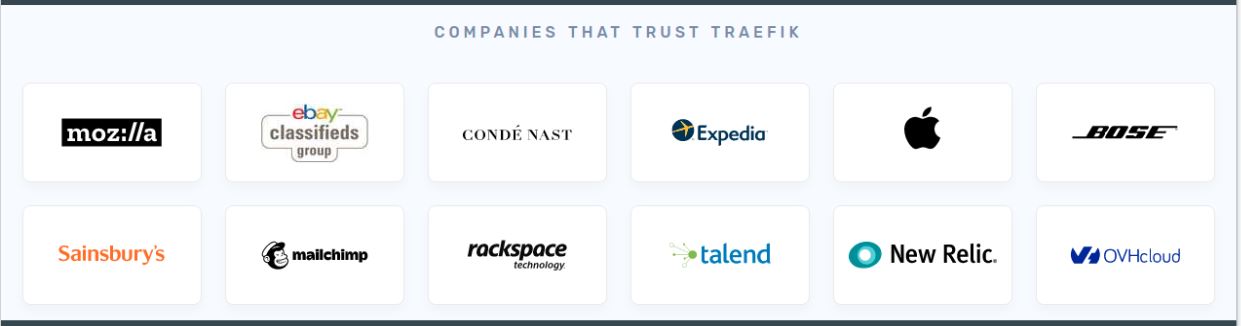 COMPANIES THAT TRUST TRAEFIK
moz://a
ebay
classifieds
group
CONDÉ NAST
Expedia
BOSE
Sainsbury's
mailchimp
rackspace
technology.
talend
New Relic.
OVHcloud